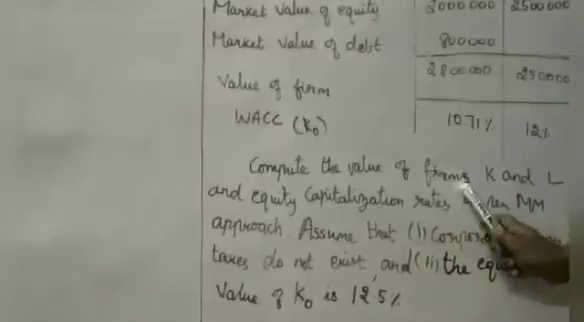 Market value of equity 2000000 2500000
Market value of debt 800000
2800000 250000
Value of firm
WACC (K0) 10.71% 12%
Compute the value of firms K and L
and equity capitalization rates per MM
approach. Assume that (i)
taxes do not exist, and (ii) the
value of K0 is 12.5%